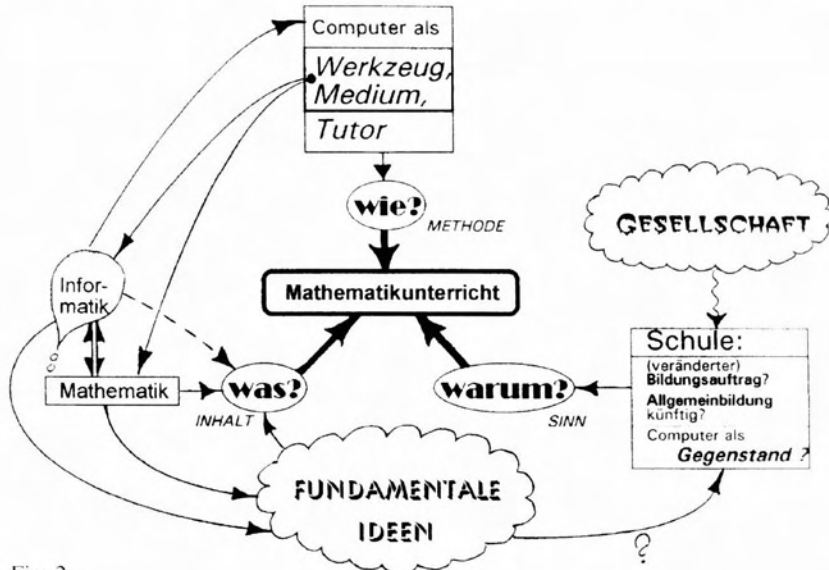 Computer als
Werkzeug,
Medium,
Tutor
wie?
METHODE
GESELLSCHAFT
Infor-
matik
Mathematikunterricht
Mathematik
was?
INHALT
warum?
SINN
Schule:
(veränderter)
Bildungsauftrag?
Allgemeinbildung
künftig?
Computer als
Gegenstand ?
FUNDAMENTALE
IDEEN
?